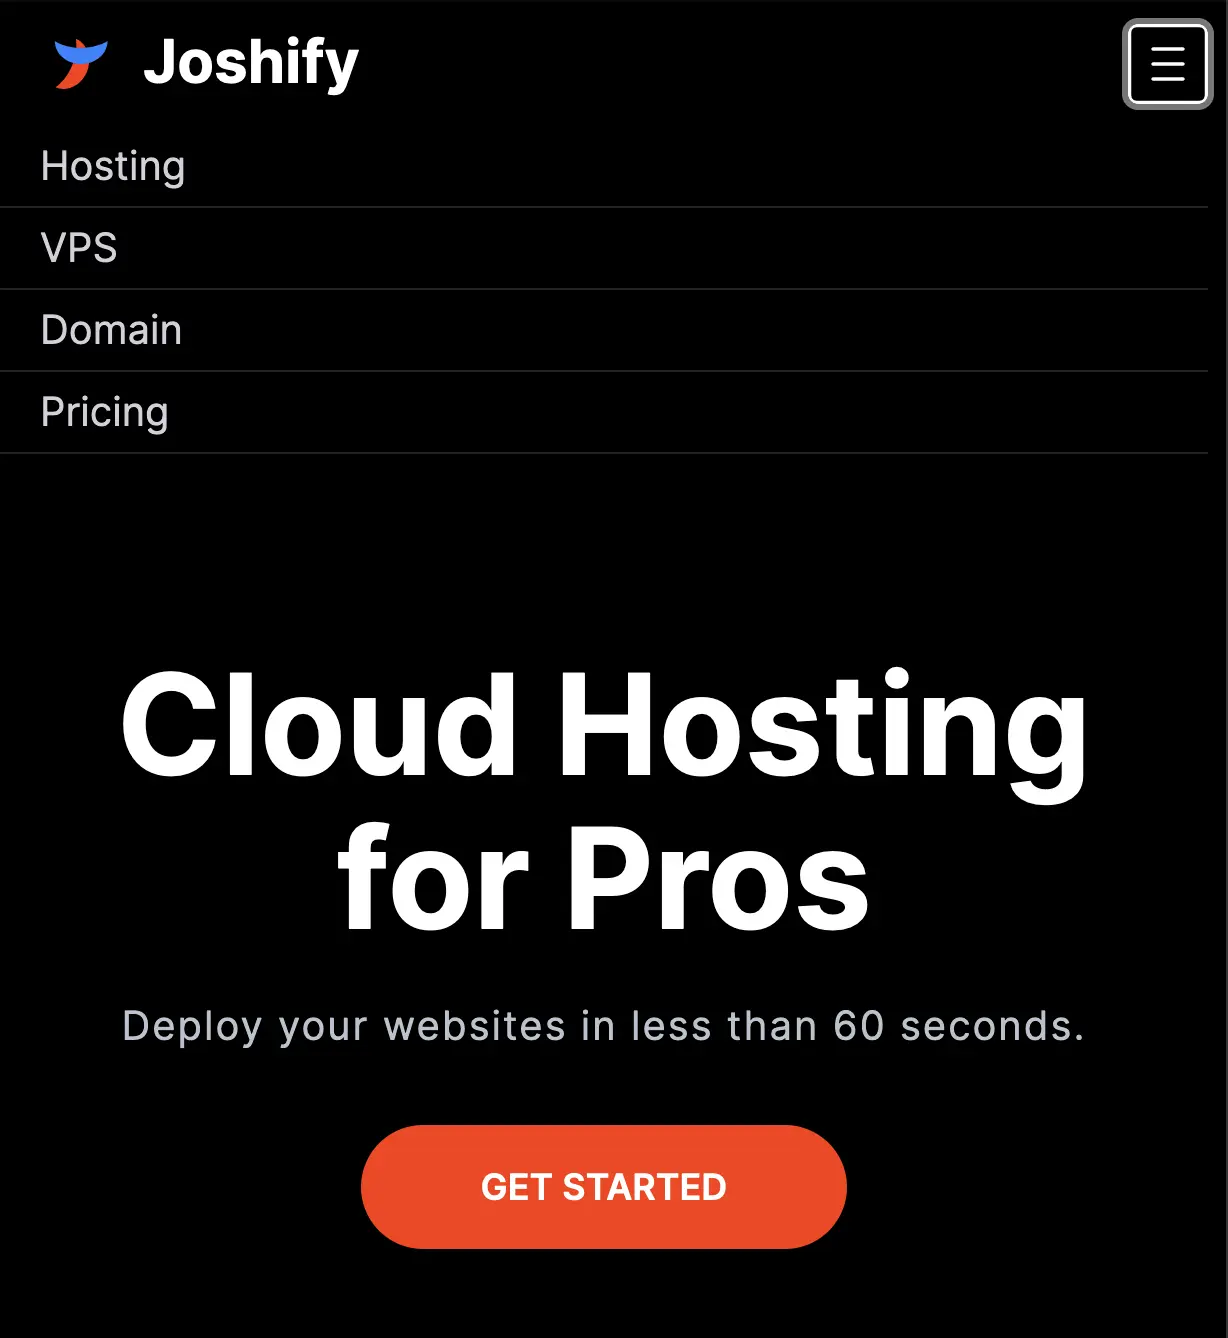 Joshify
Hosting
VPS
Domain
Pricing
Cloud Hosting
for Pros
Deploy your websites in less than 60 seconds.
GET STARTED